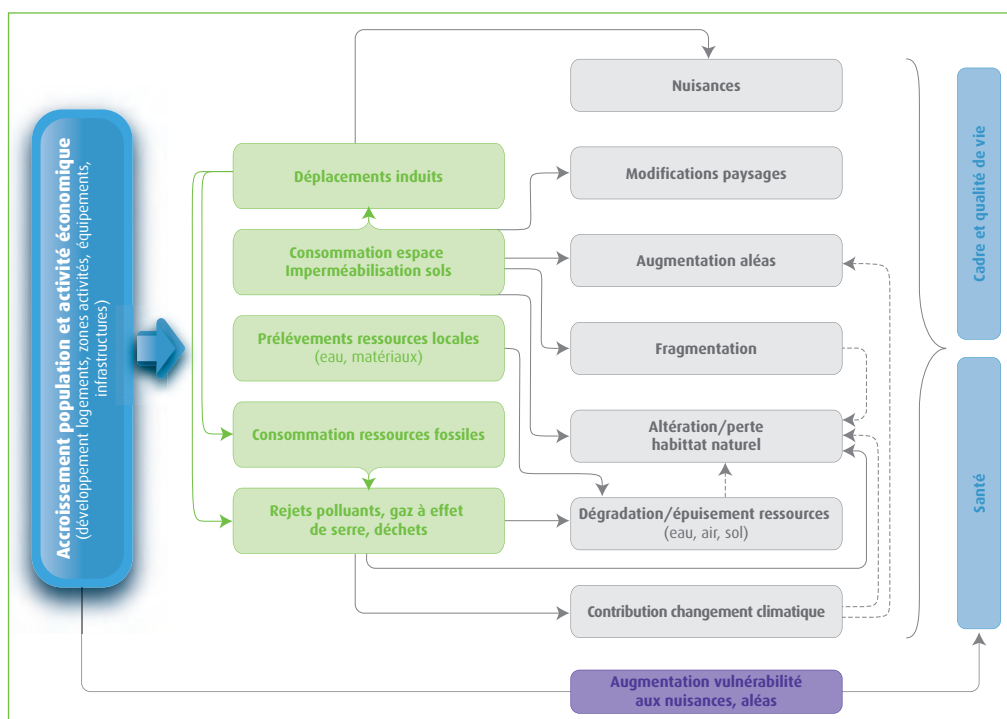 Accroissement population et activité économique
(développement logements, zones activités, équipements,
infrastructures)
Déplacements induits
Consommation espace
Imperméabilisation sols
Prélévements ressources locales
(eau, matériaux)
Consommation ressources fossiles
Rejets polluants, gaz à effet
de serre, déchets
Nuisances
Modifications paysages
Augmentation aléas
Fragmentation
Altération/perte
habittat naturel
Dégradation/épuisement ressources
(eau, air, sol)
Contribution changement climatique
Augmentation vulnérabilité
aux nuisances, aléas
Cadre et qualité de vie
Santé